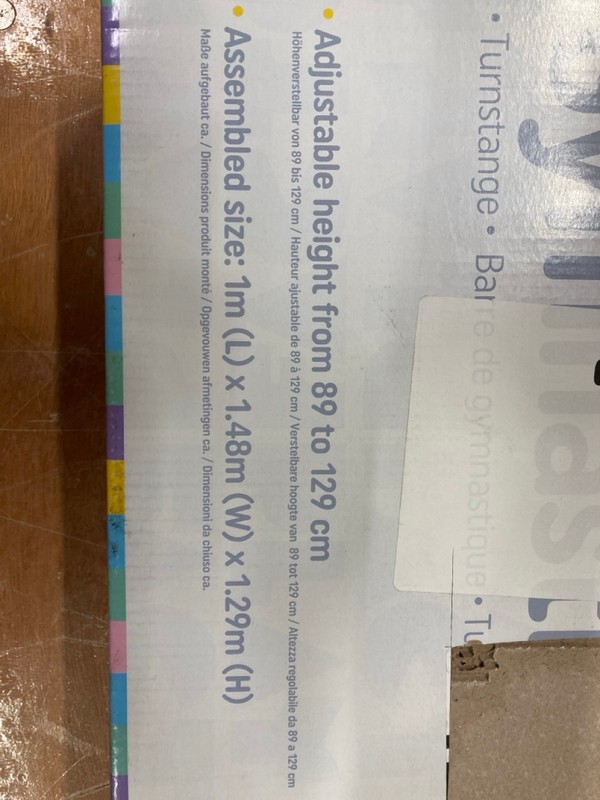 • Turnstange • Barre de gymnastique •
• Adjustable height from 89 to 129 cm
Höhenverstellbar von 89 bis 129 cm / Hauteur ajustable de 89 à 129 cm / Verstelbare hoogte van 89 tot 129 cm / Altezza regolabile da 89 a 129 cm
• Assembled size: 1m (L) x 1.48m (W) x 1.29m (H)
Maße aufgebaut ca. / Dimensions produit monté / Opgevouwen afmetingen ca. / Dimensioni da chiuso ca.